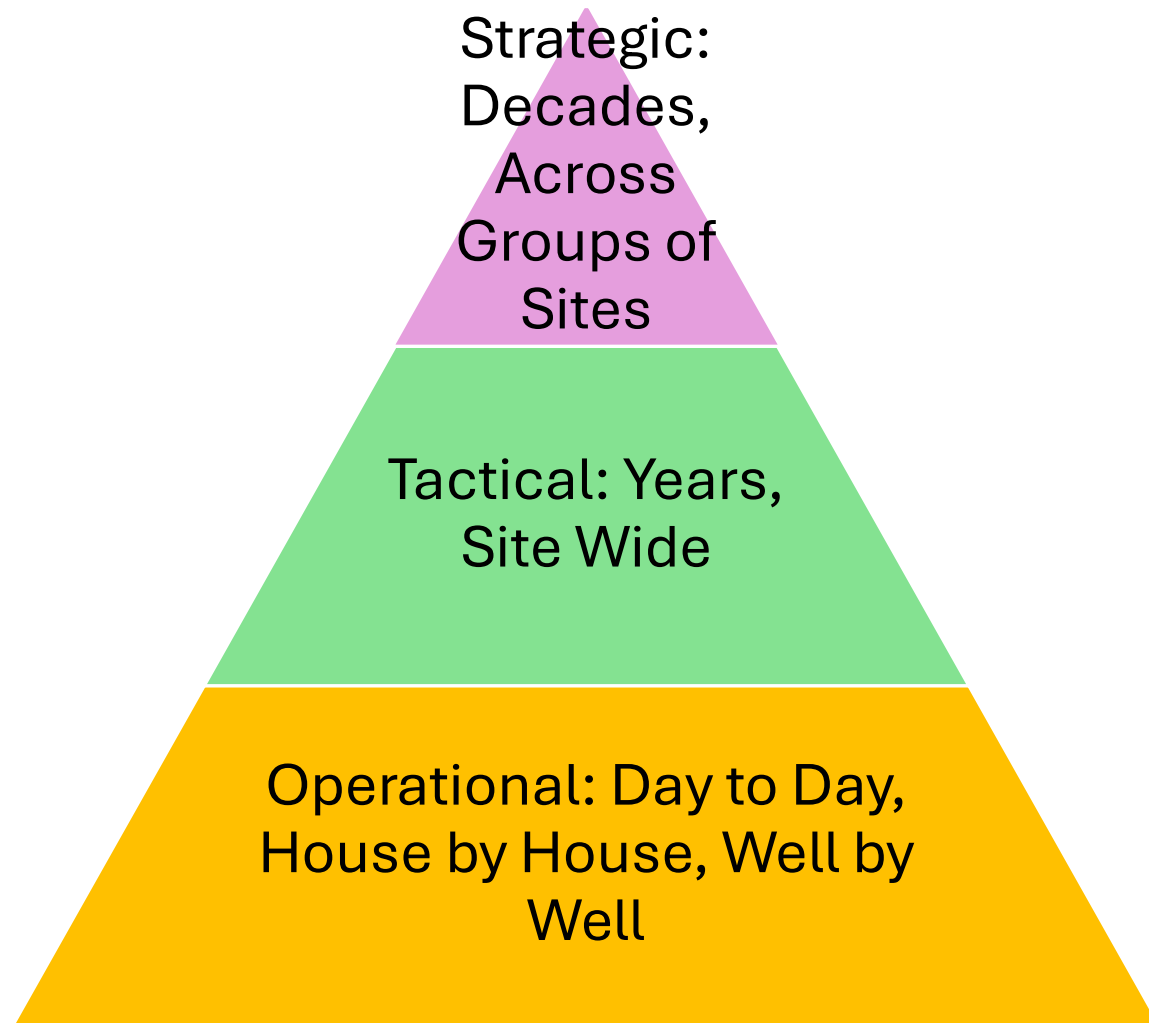 Strategic:
Decades,
Across
Groups of
Sites
Tactical: Years,
Site Wide
Operational: Day to Day,
House by House, Well by
Well